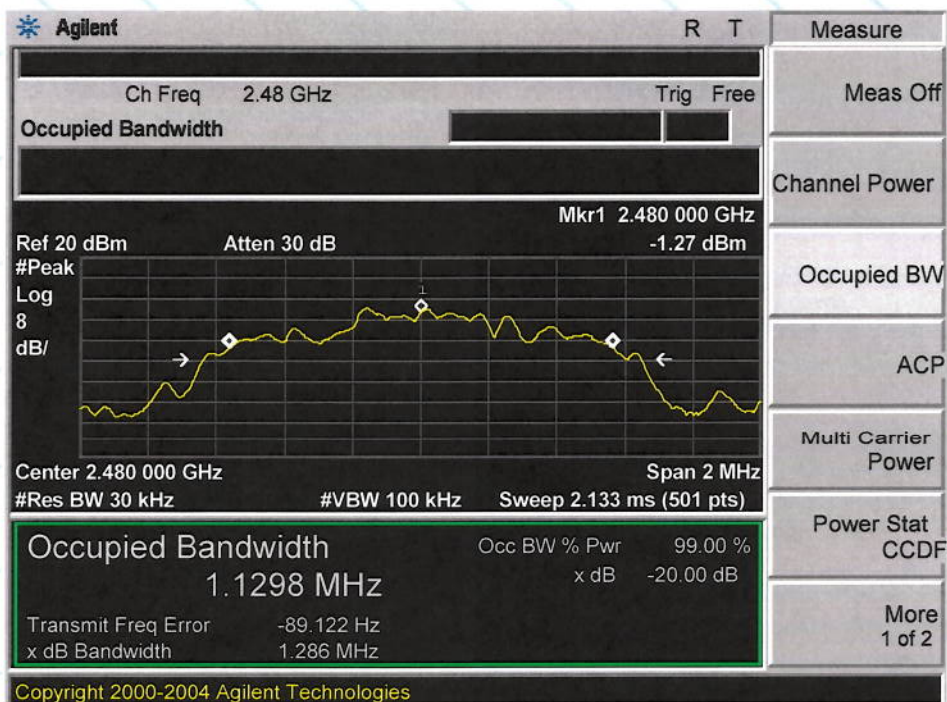 Agilent R T
Measure
Ch Freq 2.48 GHz Trig Free
Occupied Bandwidth
Meas Off
Channel Power
Occupied BW
ACP
Multi Carrier
Power
Power Stat
CCDF
More
1 of 2
Mkr1 2.480 000 GHz
Ref 20 dBm Atten 30 dB -1.27 dBm
#Peak
Log
8
dB/
1
Center 2.480 000 GHz Span 2 MHz
#Res BW 30 kHz #VBW 100 kHz Sweep 2.133 ms (501 pts)
Occupied Bandwidth
1.1298 MHz
Occ BW % Pwr 99.00 %
x dB -20.00 dB
Transmit Freq Error -89.122 Hz
x dB Bandwidth 1.286 MHz
Copyright 2000-2004 Agilent Technologies